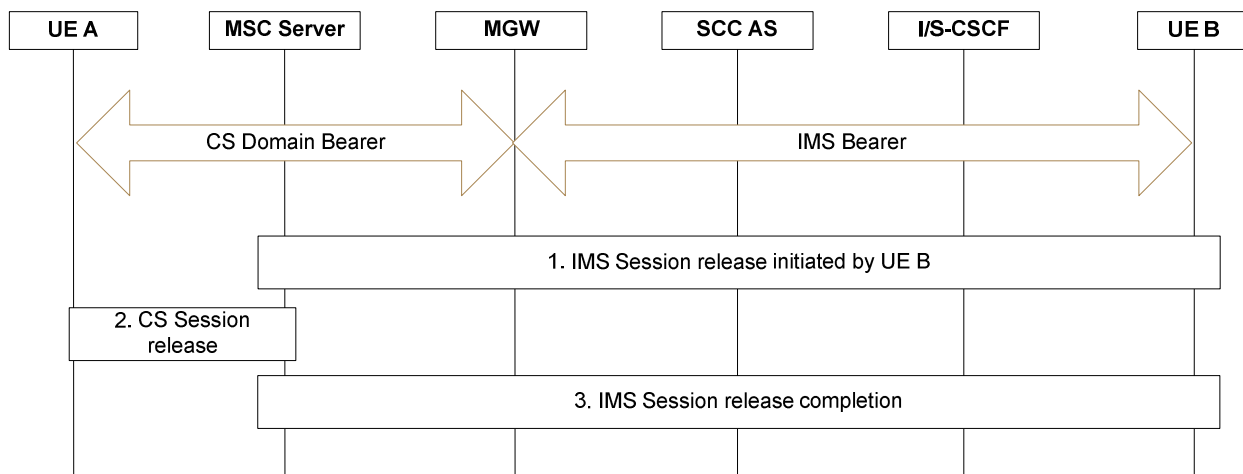 UE A
MSC Server
MGW
SCC AS
I/S-CSCF
UE B
CS Domain Bearer
IMS Bearer
1. IMS Session release initiated by UE B
2. CS Session
release
3. IMS Session release completion